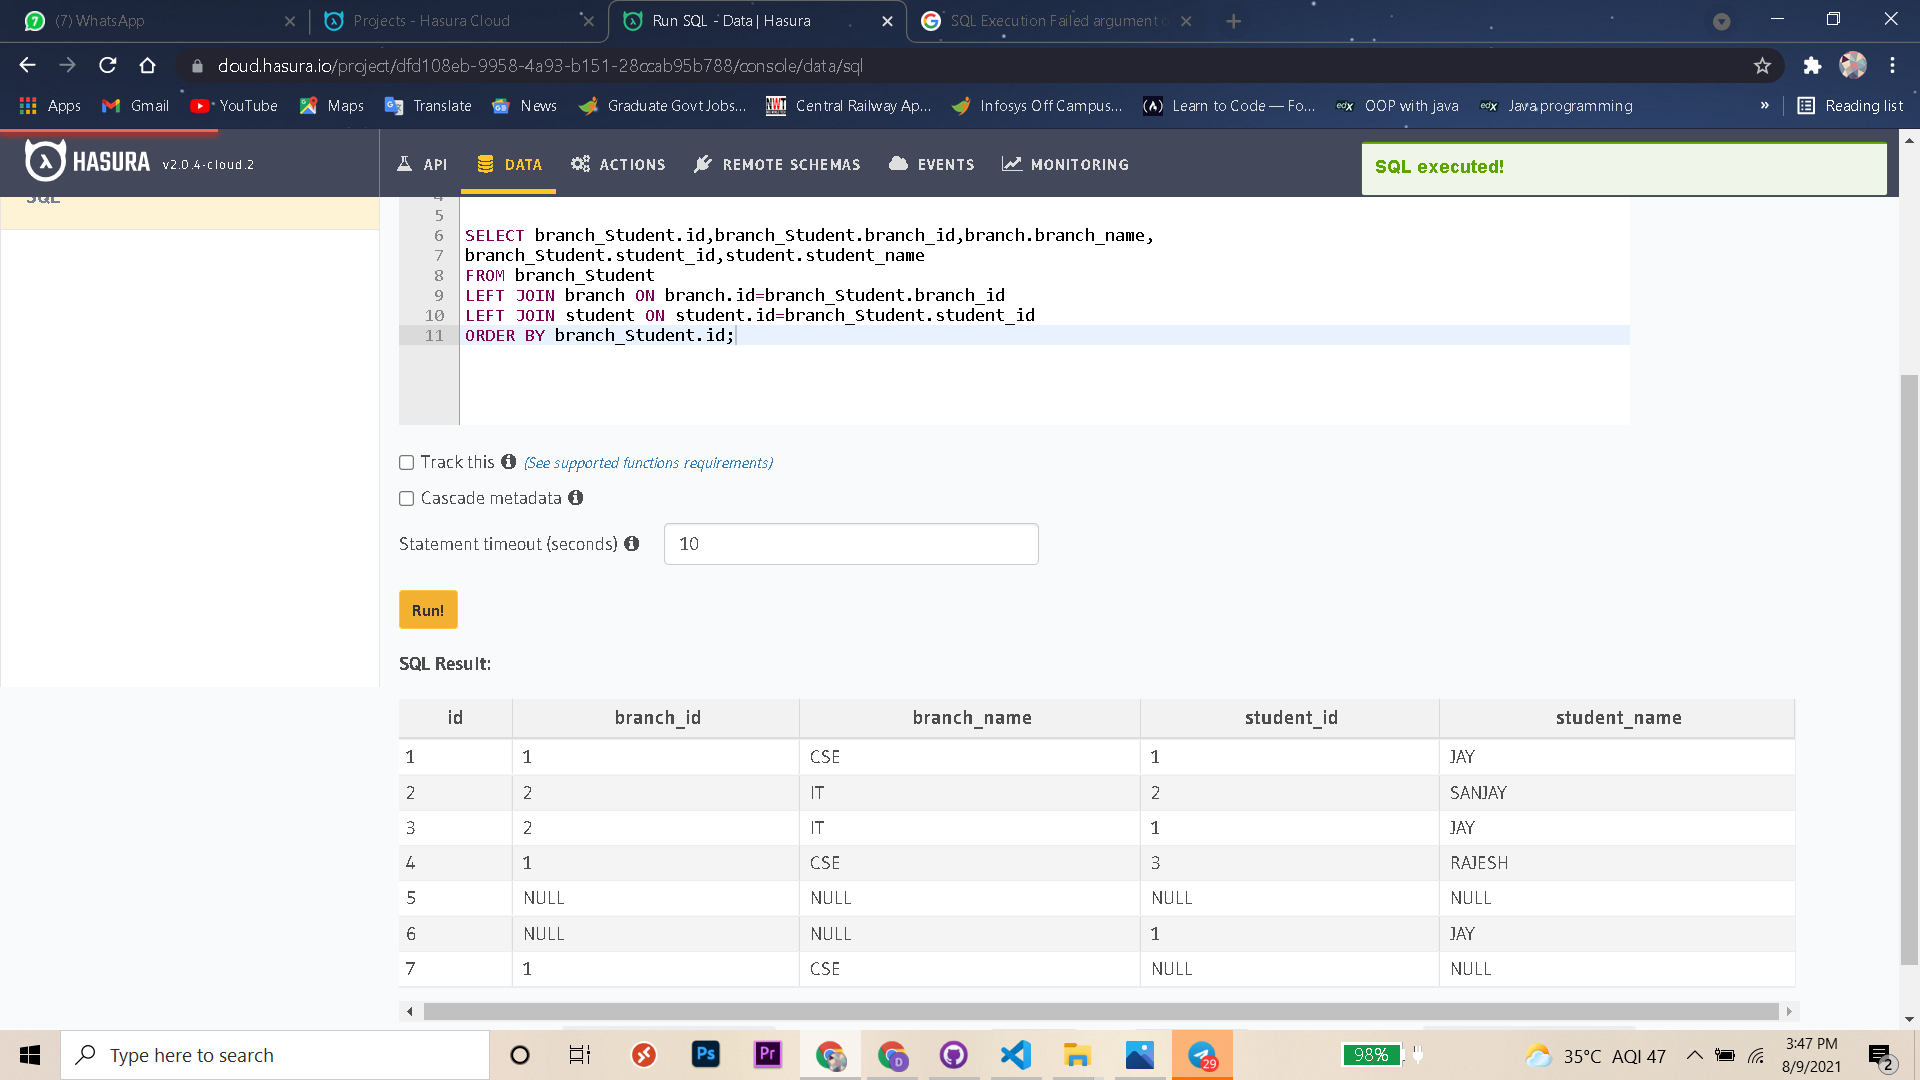 (7) WhatsApp
Projects - Hasura Cloud
Run SQL - Data | Hasura
SQL Execution Failed argument o
cloud.hasura.io/project/dfd108eb-9958-4a93-b151-28ccab95b788/console/data/sql
Apps Gmail YouTube Maps Translate News Graduate Govt Jobs... Central Railway Ap... Infosys Off Campus... Learn to Code — Fo... OOP with java Java programming » Reading list
HASURA v2.0.4-cloud.2 API DATA ACTIONS REMOTE SCHEMAS EVENTS MONITORING
SQL executed!
SQL
4
5
6 SELECT branch_Student.id,branch_Student.branch_id,branch.branch_name,
7 branch_Student.student_id,student.student_name
8 FROM branch_Student
9 LEFT JOIN branch ON branch.id=branch_Student.branch_id
10 LEFT JOIN student ON student.id=branch_Student.student_id
11 ORDER BY branch_Student.id;
Track this (See supported functions requirements)
Cascade metadata
Statement timeout (seconds) 10
Run!
SQL Result:
id branch_id branch_name student_id student_name
1 1 CSE 1 JAY
2 2 IT 2 SANJAY
3 2 IT 1 JAY
4 1 CSE 3 RAJESH
5 NULL NULL NULL NULL
6 NULL NULL 1 JAY
7 1 CSE NULL NULL
Type here to search
Ps
Pr
D
29
98%
35°C AQI 47
3:47 PM
8/9/2021
2